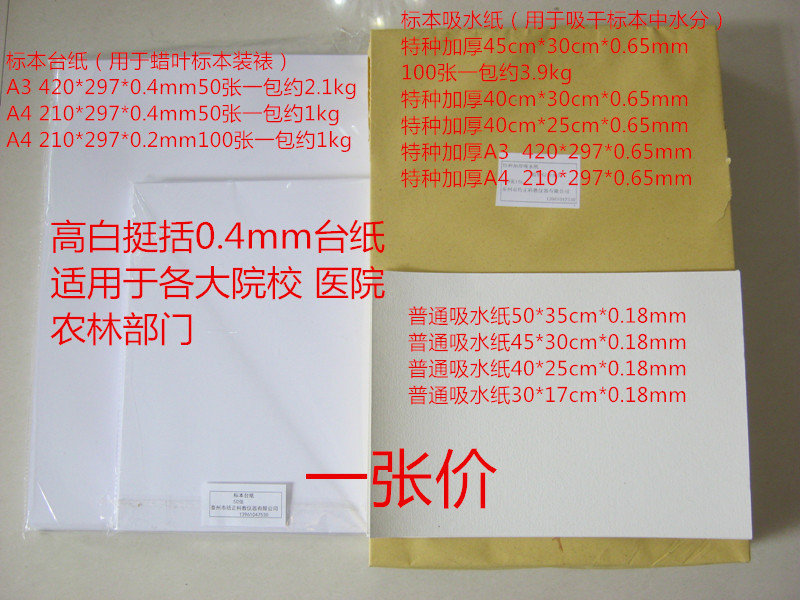 标本台纸（用于蜡叶标本装裱）
A3 420*297*0.4mm50张一包约2.1kg
A4 210*297*0.4mm50张一包约1kg
A4 210*297*0.2mm100张一包约1kg
标本吸水纸（用于吸干标本中水分）
特种加厚45cm*30cm*0.65mm
100张一包约3.9kg
特种加厚40cm*30cm*0.65mm
特种加厚40cm*25cm*0.65mm
特种加厚A3 420*297*0.65mm
特种加厚A4 210*297*0.65mm
高白挺括0.4mm台纸
适用于各大院校 医院
农林部门
普通吸水纸50*35cm*0.18mm
普通吸水纸45*30cm*0.18mm
普通吸水纸40*25cm*0.18mm
普通吸水纸30*17cm*0.18mm
一张价
标本台纸
50张